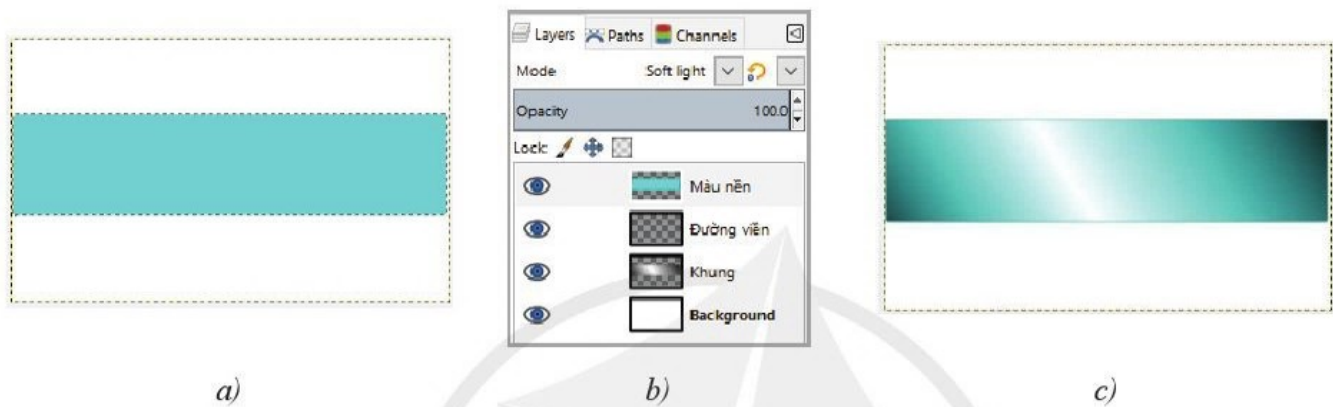 Layers Paths Channels
Mode Soft light
Opacity 100.0
Lock:
Màu nền
Đường viền
Khung
Background
a) b) c)